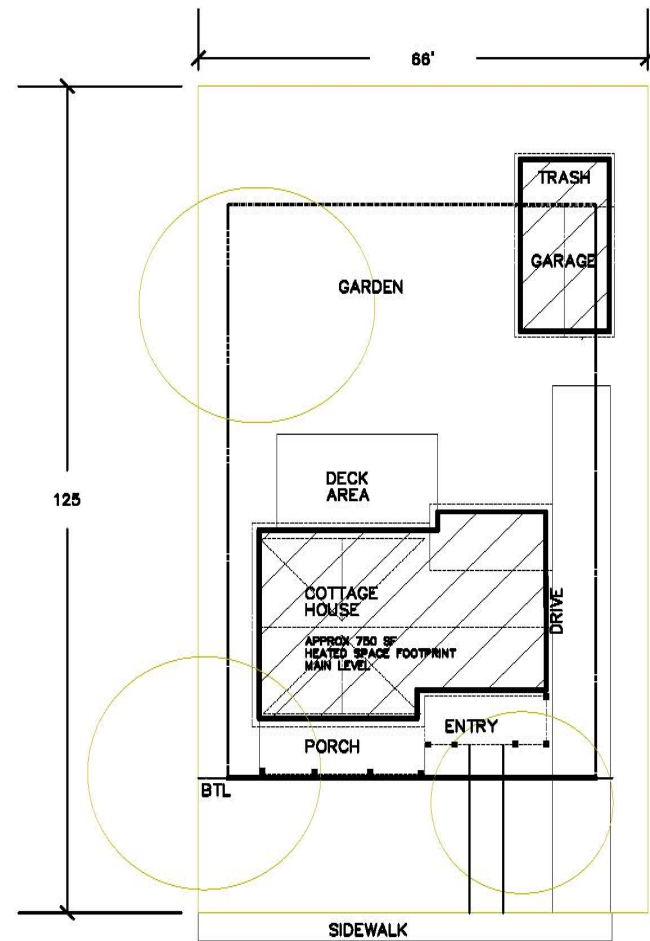 66'
TRASH
GARAGE
GARDEN
125
DECK
AREA
COTTAGE
HOUSE
APPROX 750 SF
HEATED SPACE FOOTPRINT
MAIN LEVEL
DRIVE
ENTRY
PORCH
BTL
SIDEWALK